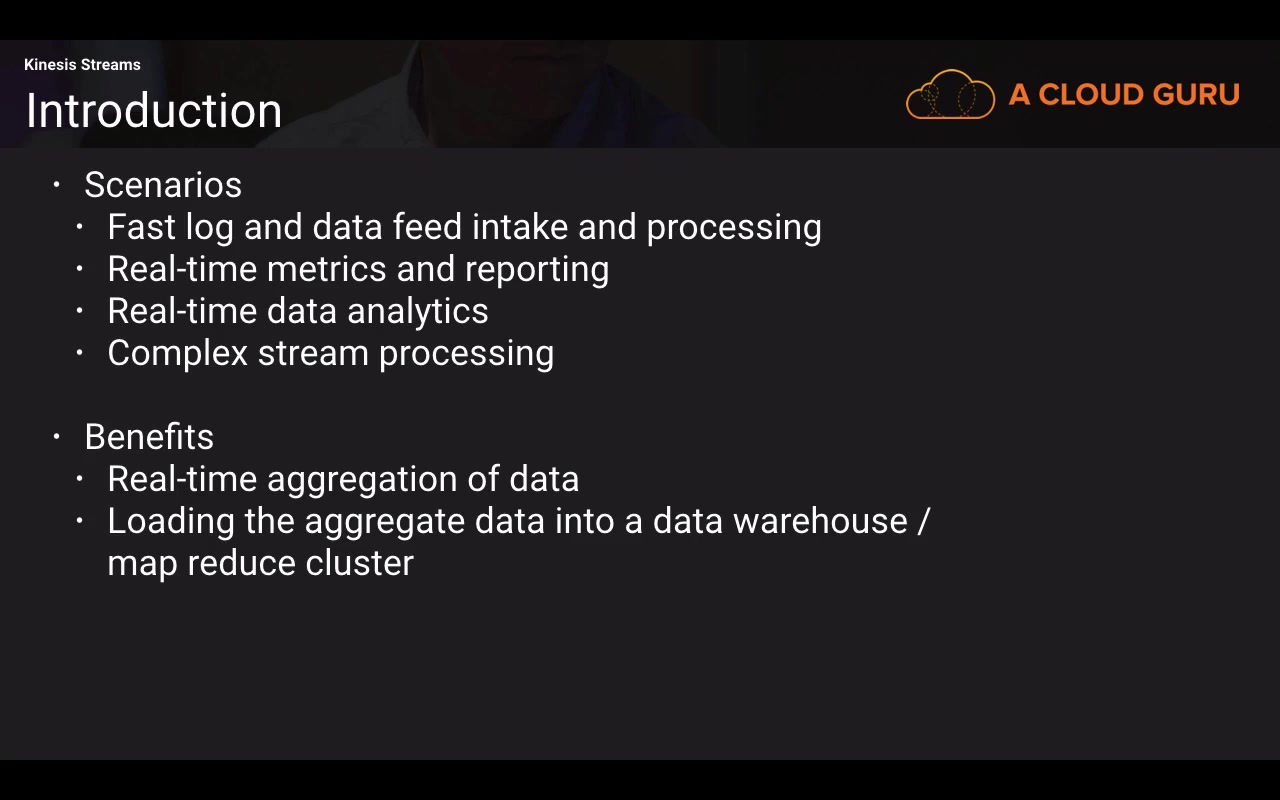 Kinesis Streams
Introduction
A CLOUD GURU
• Scenarios
• Fast log and data feed intake and processing
• Real-time metrics and reporting
• Real-time data analytics
• Complex stream processing
• Benefits
• Real-time aggregation of data
• Loading the aggregate data into a data warehouse /
map reduce cluster